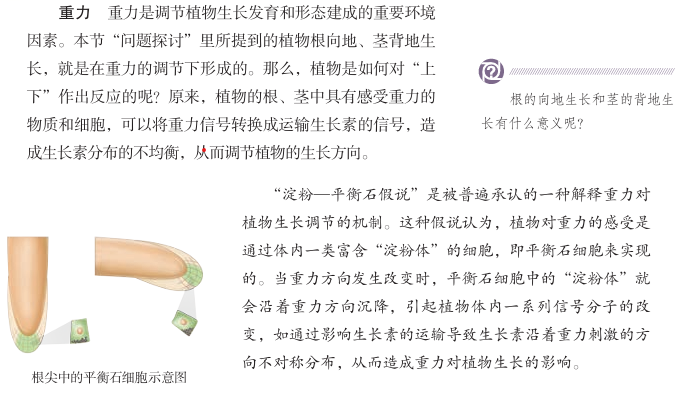 重力 重力是调节植物生长发育和形态建成的重要环境
因素。本节“问题探讨”里所提到的植物根向地、茎背地生
长，就是在重力的调节下形成的。那么，植物是如何对“上
下”作出反应的呢？原来，植物的根、茎中具有感受重力的
物质和细胞，可以将重力信号转换成运输生长素的信号，造
成生长素分布的不均衡，从而调节植物的生长方向。
根的向地生长和茎的背地生
长有什么意义呢？
“淀粉—平衡石假说”是被普遍承认的一种解释重力对
植物生长调节的机制。这种假说认为，植物对重力的感受是
通过体内一类富含“淀粉体”的细胞，即平衡石细胞来实现
的。当重力方向发生改变时，平衡石细胞中的“淀粉体”就
会沿着重力方向沉降，引起植物体内一系列信号分子的改
变，如通过影响生长素的运输导致生长素沿着重力刺激的方
向不对称分布，从而造成重力对植物生长的影响。
根尖中的平衡石细胞示意图